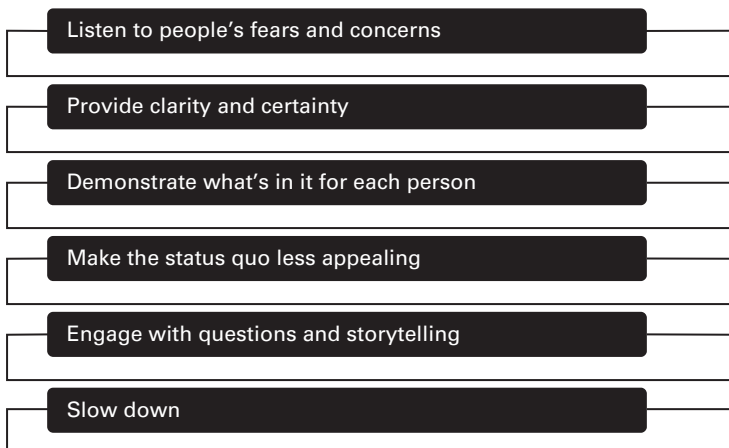 Listen to people’s fears and concerns
Provide clarity and certainty
Demonstrate what’s in it for each person
Make the status quo less appealing
Engage with questions and storytelling
Slow down